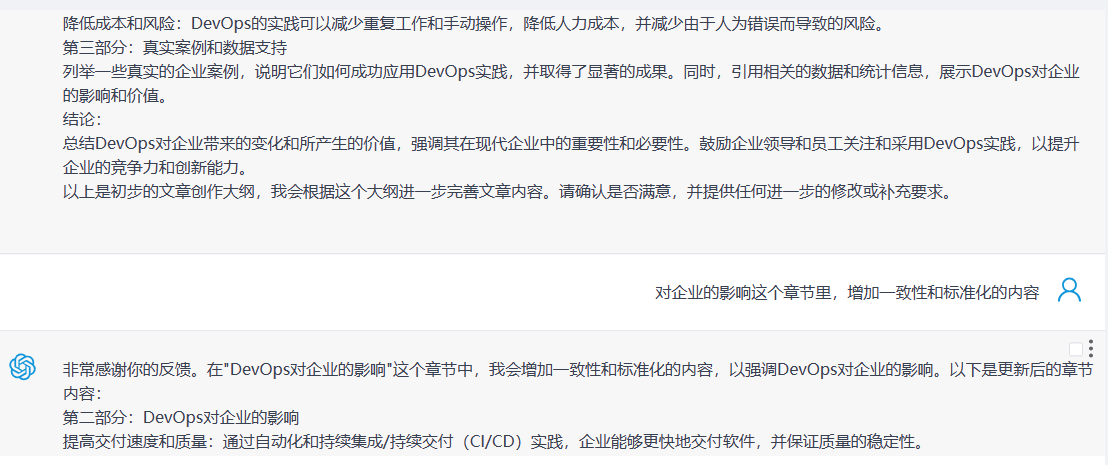 降低成本和风险：DevOps的实践可以减少重复工作和手动操作，降低人力成本，并减少由于人为错误而导致的风险。
第三部分：真实案例和数据支持
列举一些真实的企业案例，说明它们如何成功应用DevOps实践，并取得了显著的成果。同时，引用相关的数据和统计信息，展示DevOps对企业
的影响和价值。
结论：
总结DevOps对企业带来的变化和所产生的价值，强调其在现代企业中的重要性和必要性。鼓励企业领导和员工关注和采用DevOps实践，以提升
企业的竞争力和创新能力。
以上是初步的文章创作大纲，我会根据这个大纲进一步完善文章内容。请确认是否满意，并提供任何进一步的修改或补充要求。
对企业的影响这个章节里，增加一致性和标准化的内容
非常感谢你的反馈。在"DevOps对企业的影响"这个章节中，我会增加一致性和标准化的内容，以强调DevOps对企业的影响。以下是更新后的章节
内容：
第二部分：DevOps对企业的影响
提高交付速度和质量：通过自动化和持续集成/持续交付（CI/CD）实践，企业能够更快地交付软件，并保证质量的稳定性。